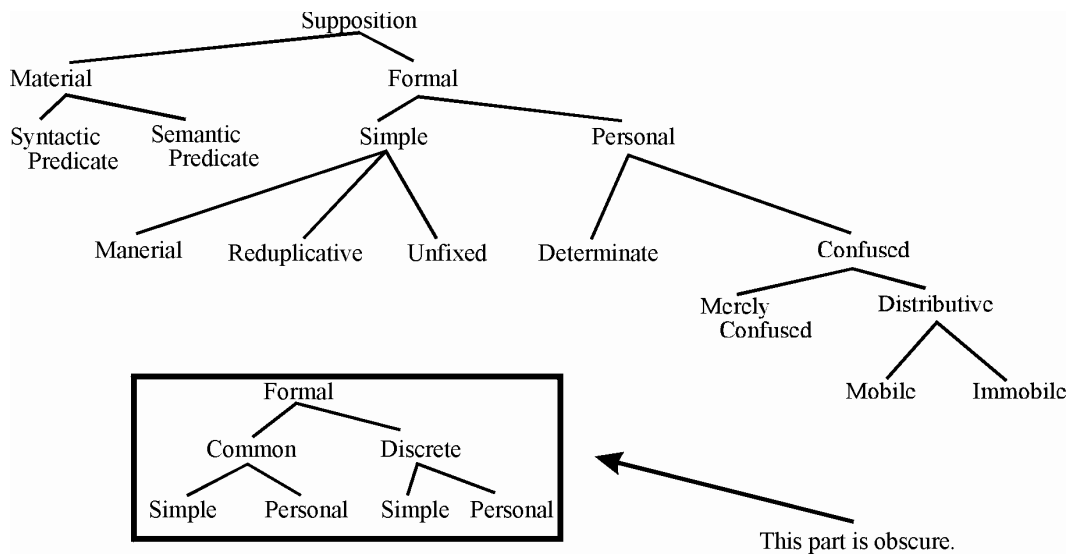 Supposition
Material
Formal
Syntactic
Predicate
Semantic
Predicate
Simple
Personal
Manerial
Reduplicative
Unfixed
Determinate
Confused
Merely
Confused
Distributive
Mobile
Immobile
Formal
Common
Discrete
Simple
Personal
Simple
Personal
This part is obscure.